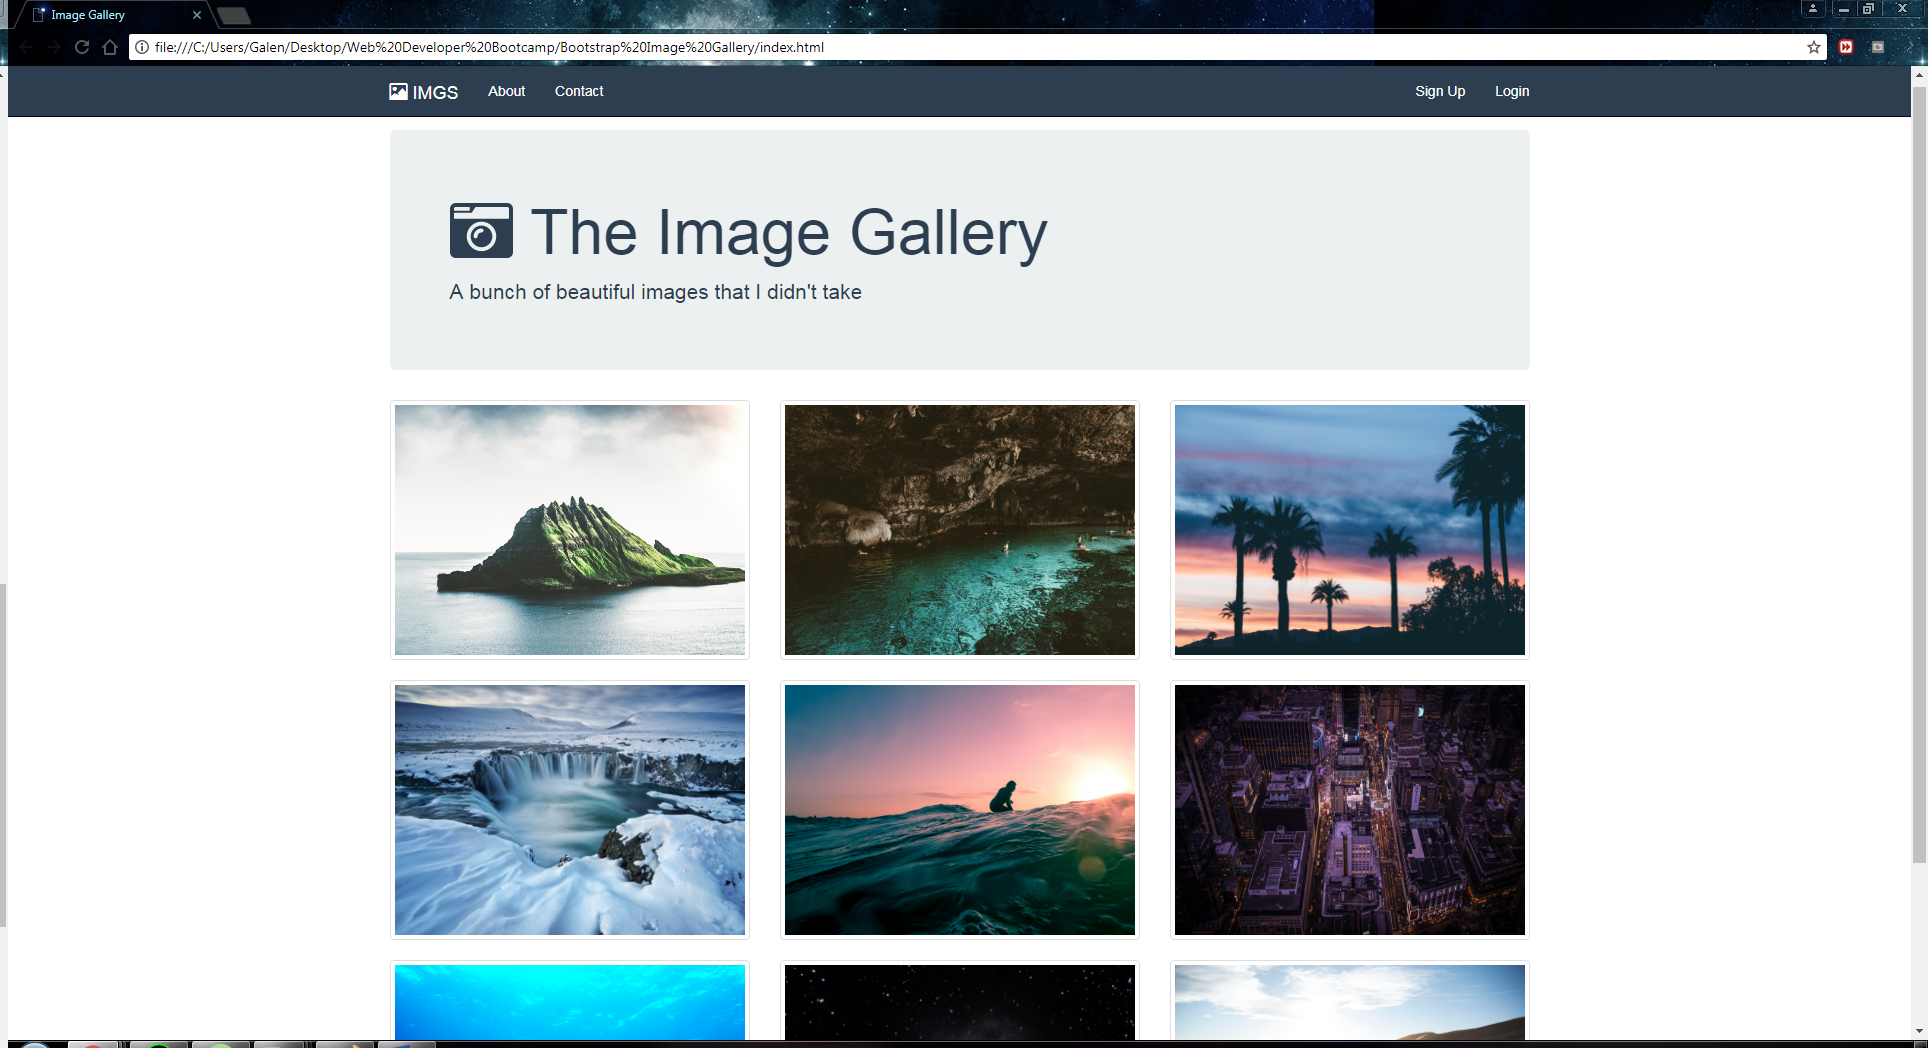 Image Gallery
file:///C:/Users/Galen/Desktop/Web%20Developer%20Bootcamp/Bootstrap%20Image%20Gallery/index.html
IMGS About Contact Sign Up Login
The Image Gallery
A bunch of beautiful images that I didn't take